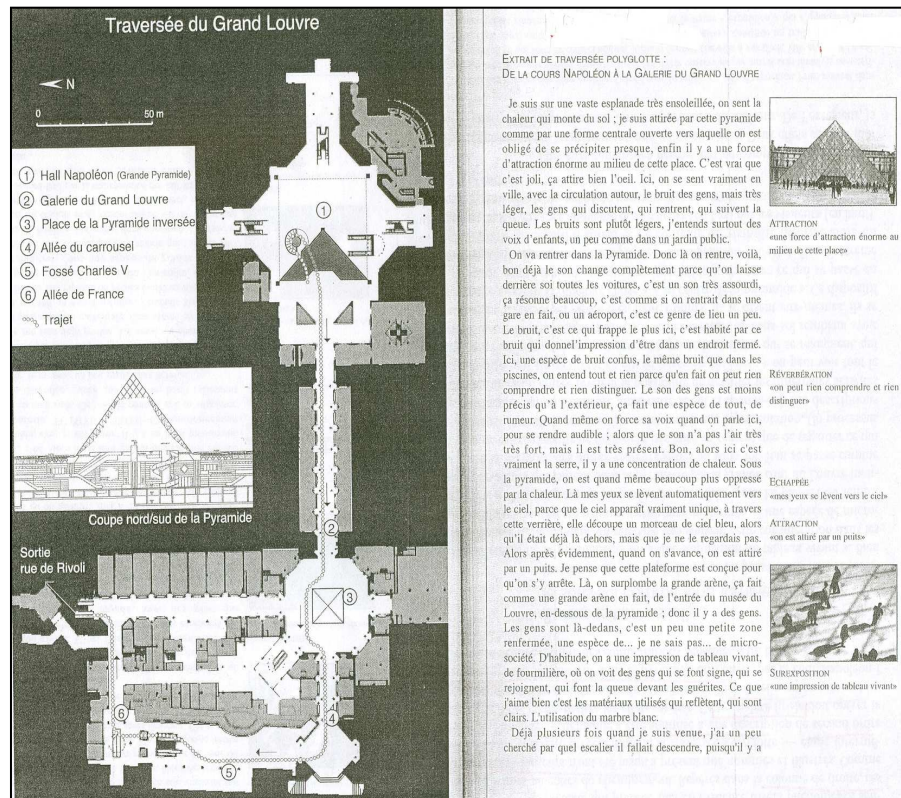 Traversée du Grand Louvre
N
0 50 m
1 Hall Napoléon (Grande Pyramide)
2 Galerie du Grand Louvre
3 Place de la Pyramide inversée
4 Allée du carrousel
5 Fossé Charles V
6 Allée de France
Trajet
Coupe nord/sud de la Pyramide
Sortie
rue de Rivoli
1
2
3
4
5
6
EXTRAIT DE TRAVERSÉE POLYGLOTTE :
DE LA COURS NAPOLÉON À LA GALERIE DU GRAND LOUVRE
Je suis sur une vaste esplanade très ensoleillée, on sent la
chaleur qui monte du sol ; je suis attirée par cette pyramide
comme par une forme centrale ouverte vers laquelle on est
obligé de se précipiter presque, enfin il y a une force
d'attraction énorme au milieu de cette place. C'est vrai que
c'est joli, ça attire bien l'oeil. Ici, on se sent vraiment en
ville, avec la circulation autour, le bruit des gens, mais très
léger, les gens qui discutent, qui rentrent, qui suivent la
queue. Les bruits sont plutôt légers, j'entends surtout des
voix d'enfants, un peu comme dans un jardin public.
On va rentrer dans la Pyramide. Donc là on rentre, voilà,
bon déjà le son change complètement parce qu'on laisse
derrière soi toutes les voitures, c'est un son très assourdi,
ça résonne beaucoup, c'est comme si on rentrait dans une
gare en fait, ou un aéroport, c'est ce genre de lieu un peu.
Le bruit, c'est ce qui frappe le plus ici, c'est habité par ce
bruit qui donnel'impression d'être dans un endroit fermé.
Ici, une espèce de bruit confus, le même bruit que dans les
piscines, on entend tout et rien parce qu'en fait on peut rien
comprendre et rien distinguer. Le son des gens est moins
précis qu'à l'extérieur, ça fait une espèce de tout, de
rumeur. Quand même on force sa voix quand on parle ici,
pour se rendre audible ; alors que le son n'a pas l'air très
très fort, mais il est très présent. Bon, alors ici c'est
vraiment la serre, il y a une concentration de chaleur. Sous
la pyramide, on est quand même beaucoup plus oppressé
par la chaleur. Là mes yeux se lèvent automatiquement vers
le ciel, parce que le ciel apparaît vraiment unique, à travers
cette verrière, elle découpe un morceau de ciel bleu, alors
qu'il était déjà là dehors, mais que je ne le regardais pas.
Alors après évidemment, quand on s'avance, on est attiré
par un puits. Je pense que cette plateforme est conçue pour
qu'on s'y arrête. Là, on surplombe la grande arène, ça fait
comme une grande arène en fait, de l'entrée du musée du
Louvre, en-dessous de la pyramide ; donc il y a des gens.
Les gens sont là-dedans, c'est un peu une petite zone
renfermée, une espèce de... je ne sais pas... de micro-
société. D'habitude, on a une impression de tableau vivant,
de fourmilière, où on voit des gens qui se font signe, qui se
rejoignent, qui font la queue devant les guérites. Ce que
j'aime bien c'est les matériaux utilisés qui reflètent, qui sont
clairs. L'utilisation du marbre blanc.
Déjà plusieurs fois quand je suis venue, j'ai un peu
cherché par quel escalier il fallait descendre, puisqu'il y a
ATTRACTION
«une force d'attraction énorme au
milieu de cette place»
RÉVERBÉRATION
«on peut rien comprendre et rien
distinguer»
ECHAPPÉE
«mes yeux se lèvent vers le ciel»
ATTRACTION
«on est attiré par un puits»
SUREXPOSITION
«une impression de tableau vivant»